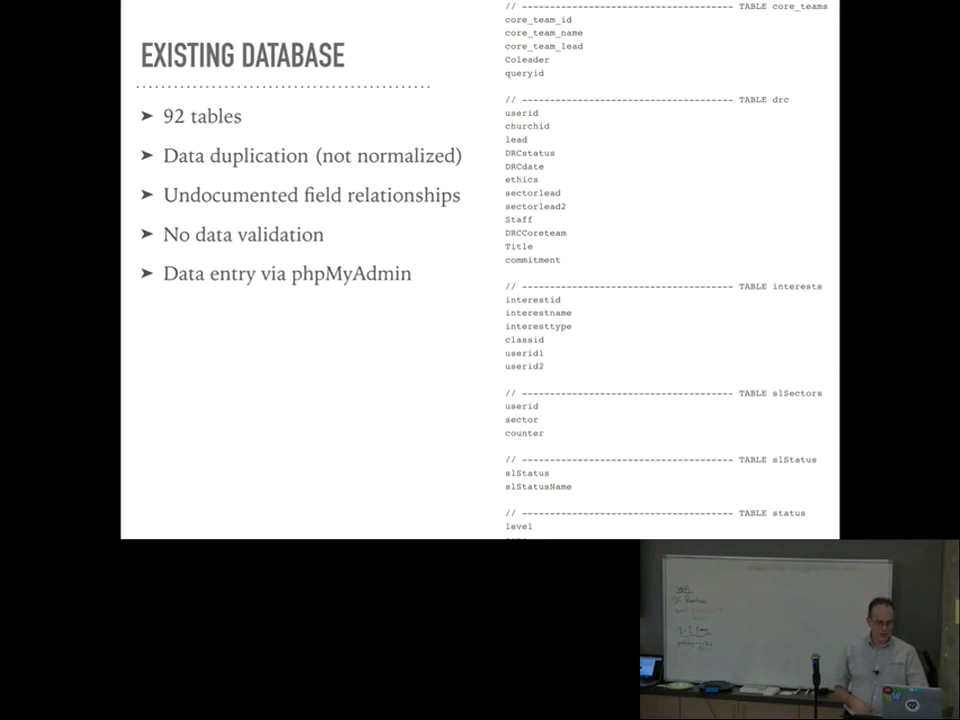 EXISTING DATABASE
➤ 92 tables
➤ Data duplication (not normalized)
➤ Undocumented field relationships
➤ No data validation
➤ Data entry via phpMyAdmin
// -------------------------------------- TABLE core_teams
core_team_id
core_team_name
core_team_lead
Coleader
queryid
// -------------------------------------- TABLE drc
userid
churchid
lead
DRCstatus
DRCdate
ethics
sectorlead
sectorlead2
Staff
DRCCoreteam
Title
commitment
// -------------------------------------- TABLE interests
interestid
interestname
interesttype
classid
userid1
userid2
// -------------------------------------- TABLE slSectors
userid
sector
counter
// -------------------------------------- TABLE slStatus
slStatus
slStatusName
// -------------------------------------- TABLE status
level